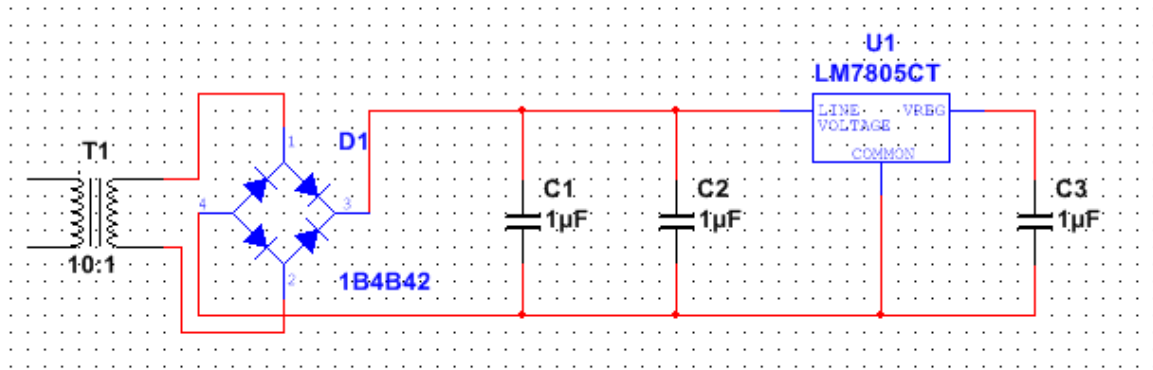 U1
LM7805CT
LINE VREG
VOLTAGE
COMMON
T1
10:1
D1
1
4
3
2
1B4B42
C1
1µF
C2
1µF
C3
1µF